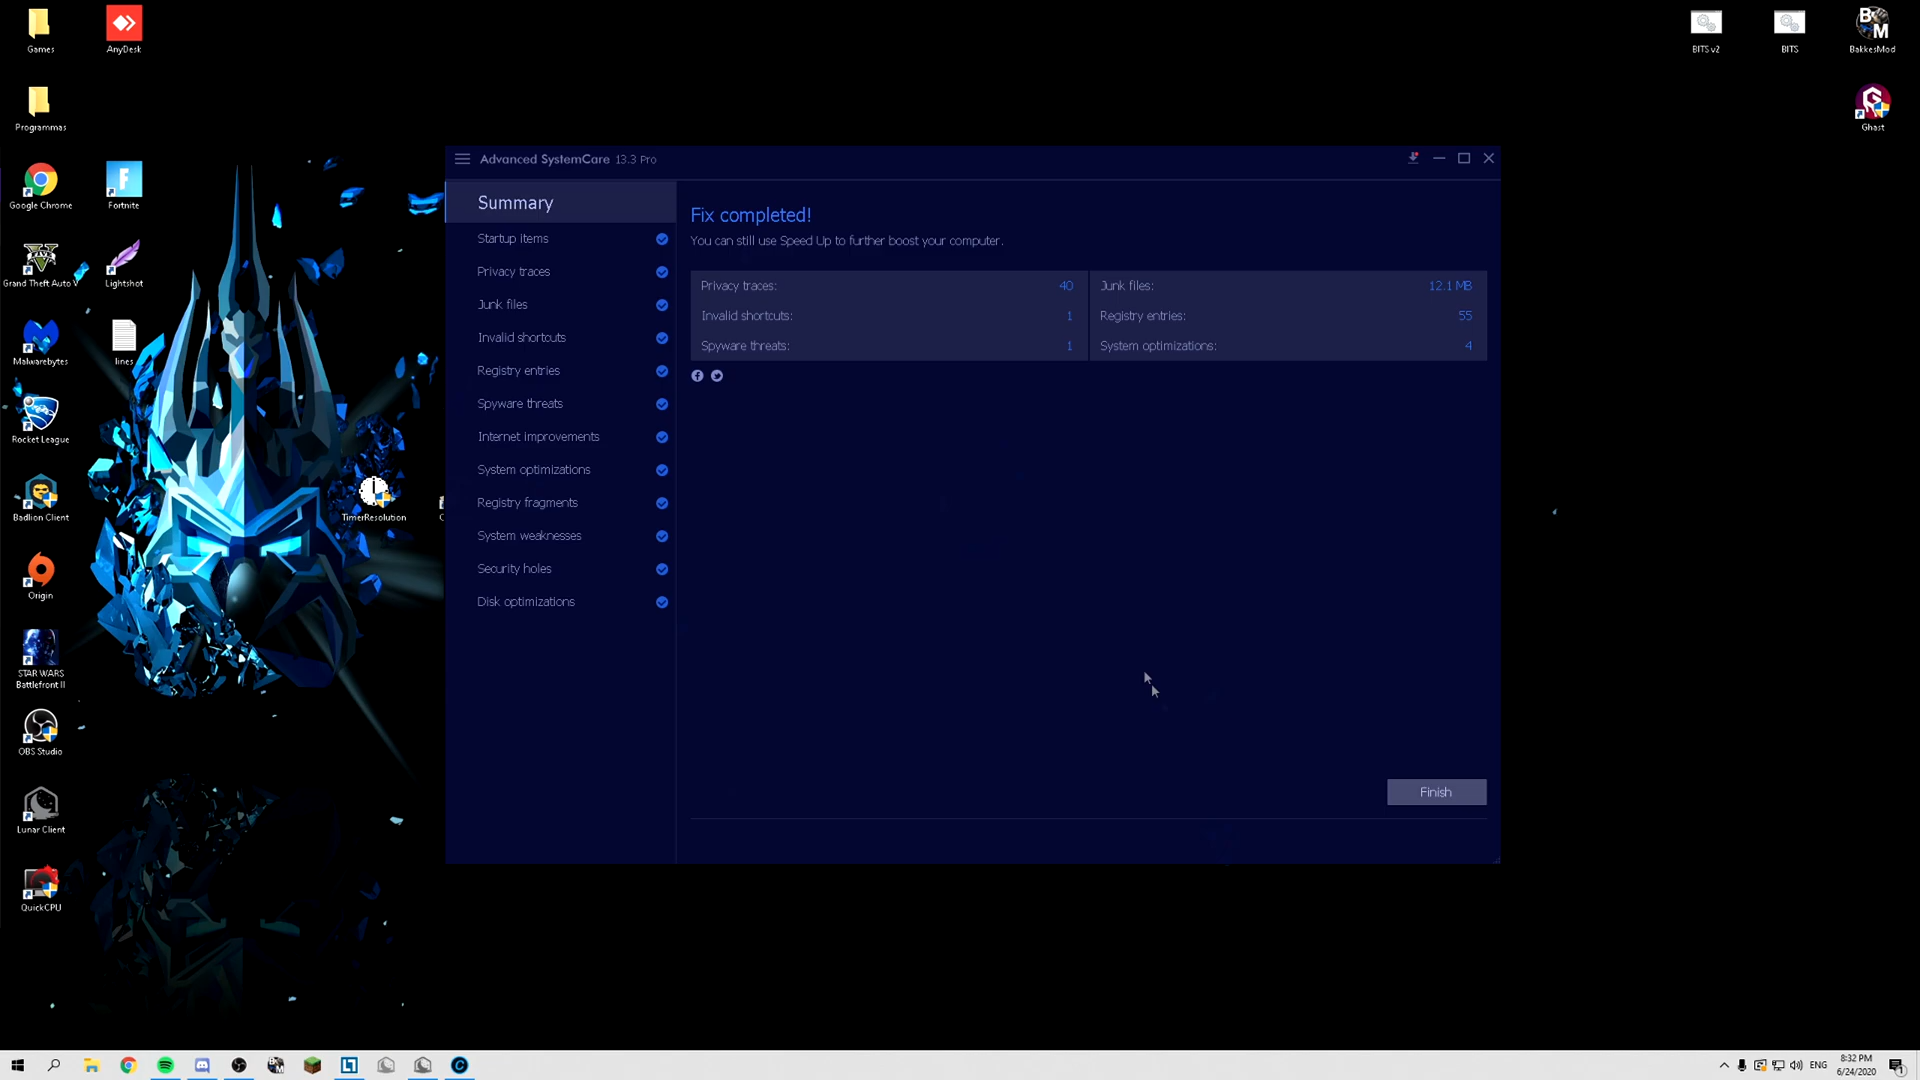 Games
AnyDesk
Programmas
Google Chrome
Fortnite
Grand Theft Auto V
Lightshot
Malwarebytes
lines
Rocket League
Badlion Client
TimerResolution
Origin
STAR WARS
Battlefront II
OBS Studio
Lunar Client
QuickCPU
BITS v2
BITS
BakkesMod
Ghast
Advanced SystemCare 13.3 Pro
Summary
Startup items
Privacy traces
Junk files
Invalid shortcuts
Registry entries
Spyware threats
Internet improvements
System optimizations
Registry fragments
System weaknesses
Security holes
Disk optimizations
Fix completed!
You can still use Speed Up to further boost your computer.
Privacy traces: 40
Junk files: 12.1 MB
Invalid shortcuts: 1
Registry entries: 55
Spyware threats: 1
System optimizations: 4
Finish
ENG
8:32 PM
6/24/2020